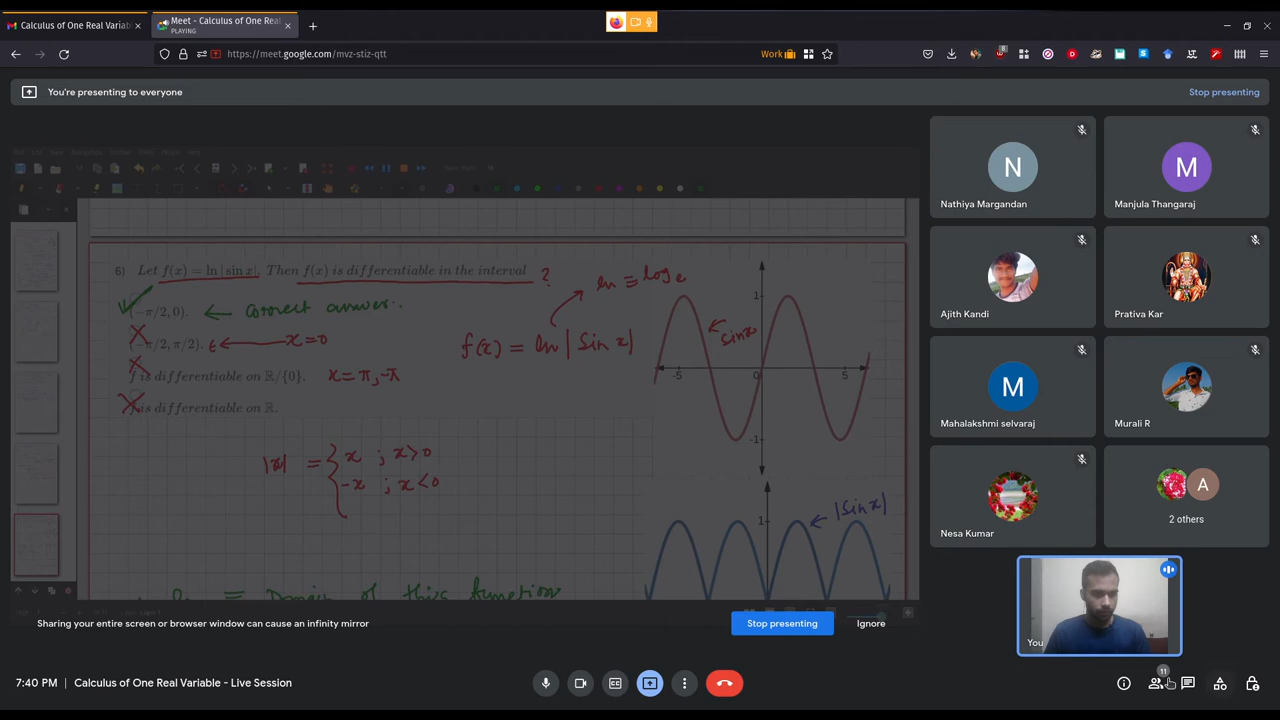 Calculus of One Real Variab
Meet - Calculus of One Real
PLAYING
https://meet.google.com/mvz-stiz-qtt
Work
You're presenting to everyone
Stop presenting
6) Let f(x) = ln | sin x|. Then f(x) is differentiable in the interval ?
ln ≡ log e
(−π/2, 0). ← correct answer.
(−π/2, π/2). ← x=0
f(x) = ln | Sin x |
f is differentiable on ℝ/{0}. x = π, -π
f is differentiable on ℝ.
|x| = { x ; x>0
-x ; x<0
≡ Domain of this function
1
sinx
-5
0
5
-1
1
|Sinx|
N
Nathiya Margandan
M
Manjula Thangaraj
Ajith Kandi
Prativa Kar
M
Mahalakshmi selvaraj
Murali R
Nesa Kumar
A
2 others
You
Sharing your entire screen or browser window can cause an infinity mirror
Stop presenting
Ignore
7:40 PM | Calculus of One Real Variable - Live Session
11